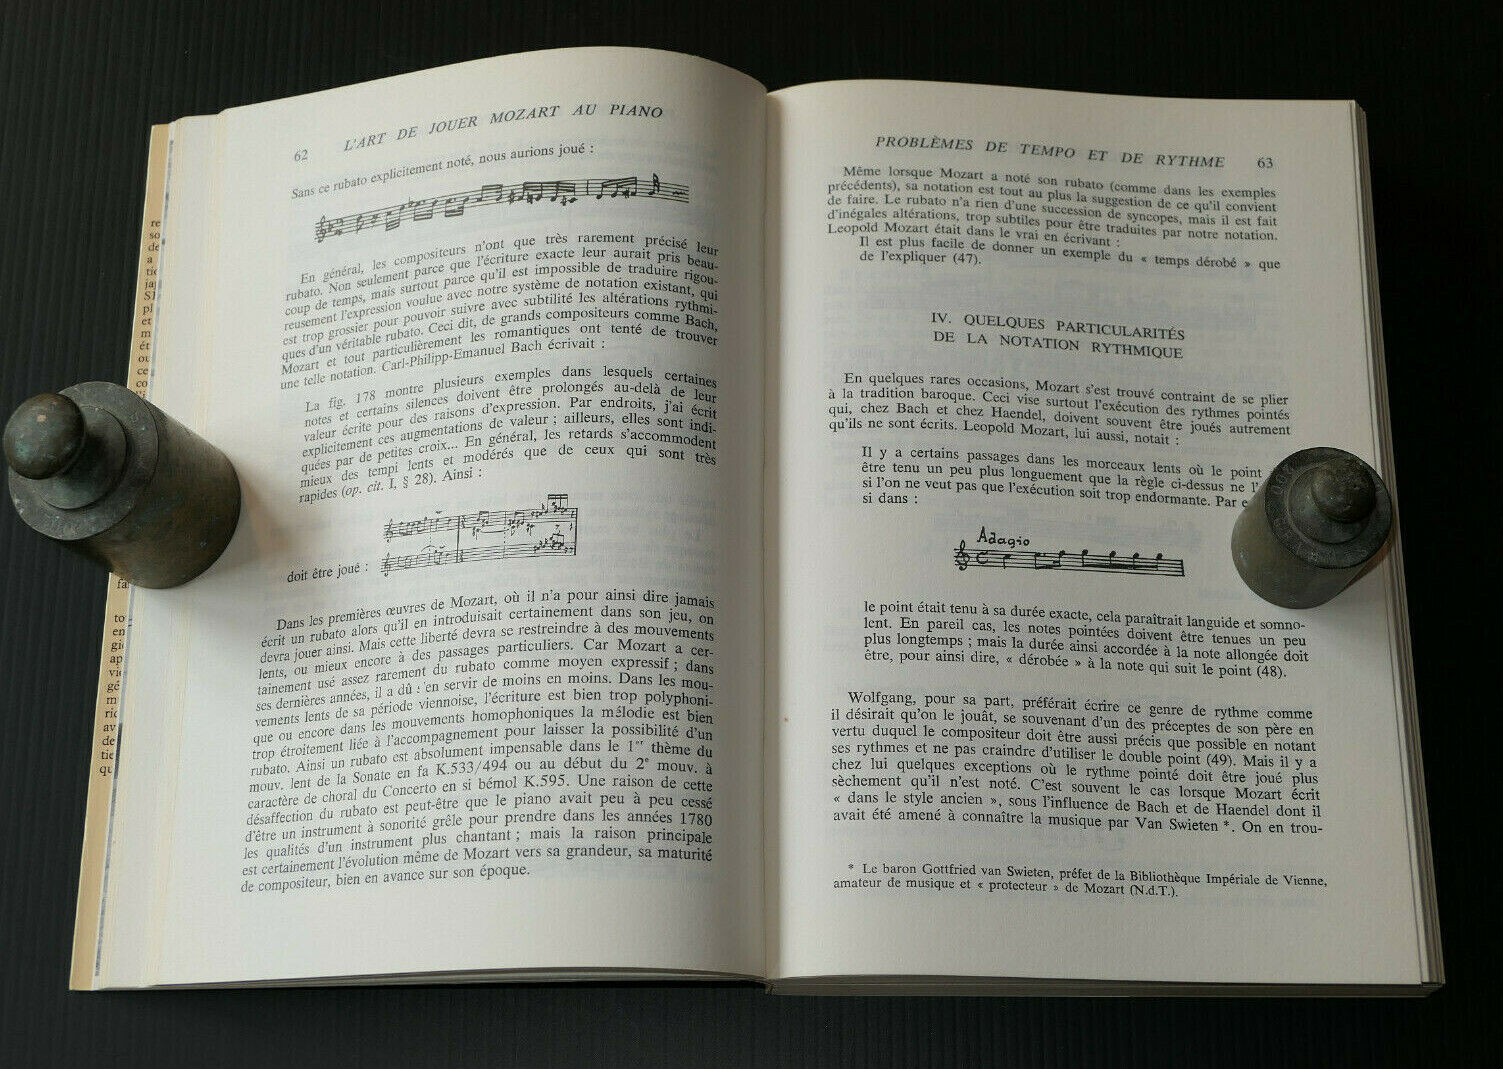 62 L'ART DE JOUER MOZART AU PIANO
Sans ce rubato explicitement noté, nous aurions joué :
En général, les compositeurs n'ont que très rarement précisé leur
rubato. Non seulement parce que l'écriture exacte leur aurait pris beau-
coup de temps, mais surtout parce qu'il est impossible de traduire rigou-
reusement l'expression voulue avec notre système de notation existant, qui
est trop grossier pour pouvoir suivre avec subtilité les altérations rythmi-
ques d'un véritable rubato. Ceci dit, de grands compositeurs comme Bach,
Mozart et tout particulièrement les romantiques ont tenté de trouver
une telle notation. Carl-Philipp-Emanuel Bach écrivait :
La fig. 178 montre plusieurs exemples dans lesquels certaines
notes et certains silences doivent être prolongés au-delà de leur
valeur écrite pour des raisons d'expression. Par endroits, j'ai écrit
explicitement ces augmentations de valeur ; ailleurs, elles sont indi-
quées par de petites croix... En général, les retards s'accommodent
mieux des tempi lents et modérés que de ceux qui sont très
rapides (op. cit. I, § 28). Ainsi :
doit être joué :
Dans les premières œuvres de Mozart, où il n'a pour ainsi dire jamais
écrit un rubato alors qu'il en introduisait certainement dans son jeu, on
devra jouer ainsi. Mais cette liberté devra se restreindre à des mouvements
lents, ou mieux encore à des passages particuliers. Car Mozart a cer-
tainement usé assez rarement du rubato comme moyen expressif ; dans
ses dernières années, il a dû s'en servir de moins en moins. Dans les mou-
vements lents de sa période viennoise, l'écriture est bien trop polyphoni-
que ou encore dans les mouvements homophoniques la mélodie est bien
trop étroitement liée à l'accompagnement pour laisser la possibilité d'un
rubato. Ainsi un rubato est absolument impensable dans le 1er thème du
mouv. lent de la Sonate en fa K.533/494 ou au début du 2e mouv. à
caractère de choral du Concerto en si bémol K.595. Une raison de cette
désaffection du rubato est peut-être que le piano avait peu à peu cessé
d'être un instrument à sonorité grêle pour prendre dans les années 1780
les qualités d'un instrument plus chantant ; mais la raison principale
est certainement l'évolution même de Mozart vers sa grandeur, sa maturité
de compositeur, bien en avance sur son époque.
PROBLÈMES DE TEMPO ET DE RYTHME 63
Même lorsque Mozart a noté son rubato (comme dans les exemples
précédents), sa notation est tout au plus la suggestion de ce qu'il convient
de faire. Le rubato n'a rien d'une succession de syncopes, mais il est fait
d'inégales altérations, trop subtiles pour être traduites par notre notation.
Leopold Mozart était dans le vrai en écrivant :
Il est plus facile de donner un exemple du « temps dérobé » que
de l'expliquer (47).
IV. QUELQUES PARTICULARITÉS
DE LA NOTATION RYTHMIQUE
En quelques rares occasions, Mozart s'est trouvé contraint de se plier
à la tradition baroque. Ceci vise surtout l'exécution des rythmes pointés
qui, chez Bach et chez Haendel, doivent souvent être joués autrement
qu'ils ne sont écrits. Leopold Mozart, lui aussi, notait :
Il y a certains passages dans les morceaux lents où le point
être tenu un peu plus longuement que la règle ci-dessus ne
si l'on ne veut pas que l'exécution soit trop endormante. Par
si dans :
Adagio
le point était tenu à sa durée exacte, cela paraîtrait languide et somno-
lent. En pareil cas, les notes pointées doivent être tenues un peu
plus longtemps ; mais la durée ainsi accordée à la note allongée doit
être, pour ainsi dire, « dérobée » à la note qui suit le point (48).
Wolfgang, pour sa part, préférait écrire ce genre de rythme comme
il désirait qu'on le jouât, se souvenant d'un des préceptes de son père en
vertu duquel le compositeur doit être aussi précis que possible en notant
ses rythmes et ne pas craindre d'utiliser le double point (49). Mais il y a
chez lui quelques exceptions où le rythme pointé doit être joué plus
sèchement qu'il n'est noté. C'est souvent le cas lorsque Mozart écrit
« dans le style ancien », sous l'influence de Bach et de Haendel dont il
avait été amené à connaître la musique par Van Swieten *. On en trou-
* Le baron Gottfried van Swieten, préfet de la Bibliothèque Impériale de Vienne,
amateur de musique et « protecteur » de Mozart (N.d.T.).